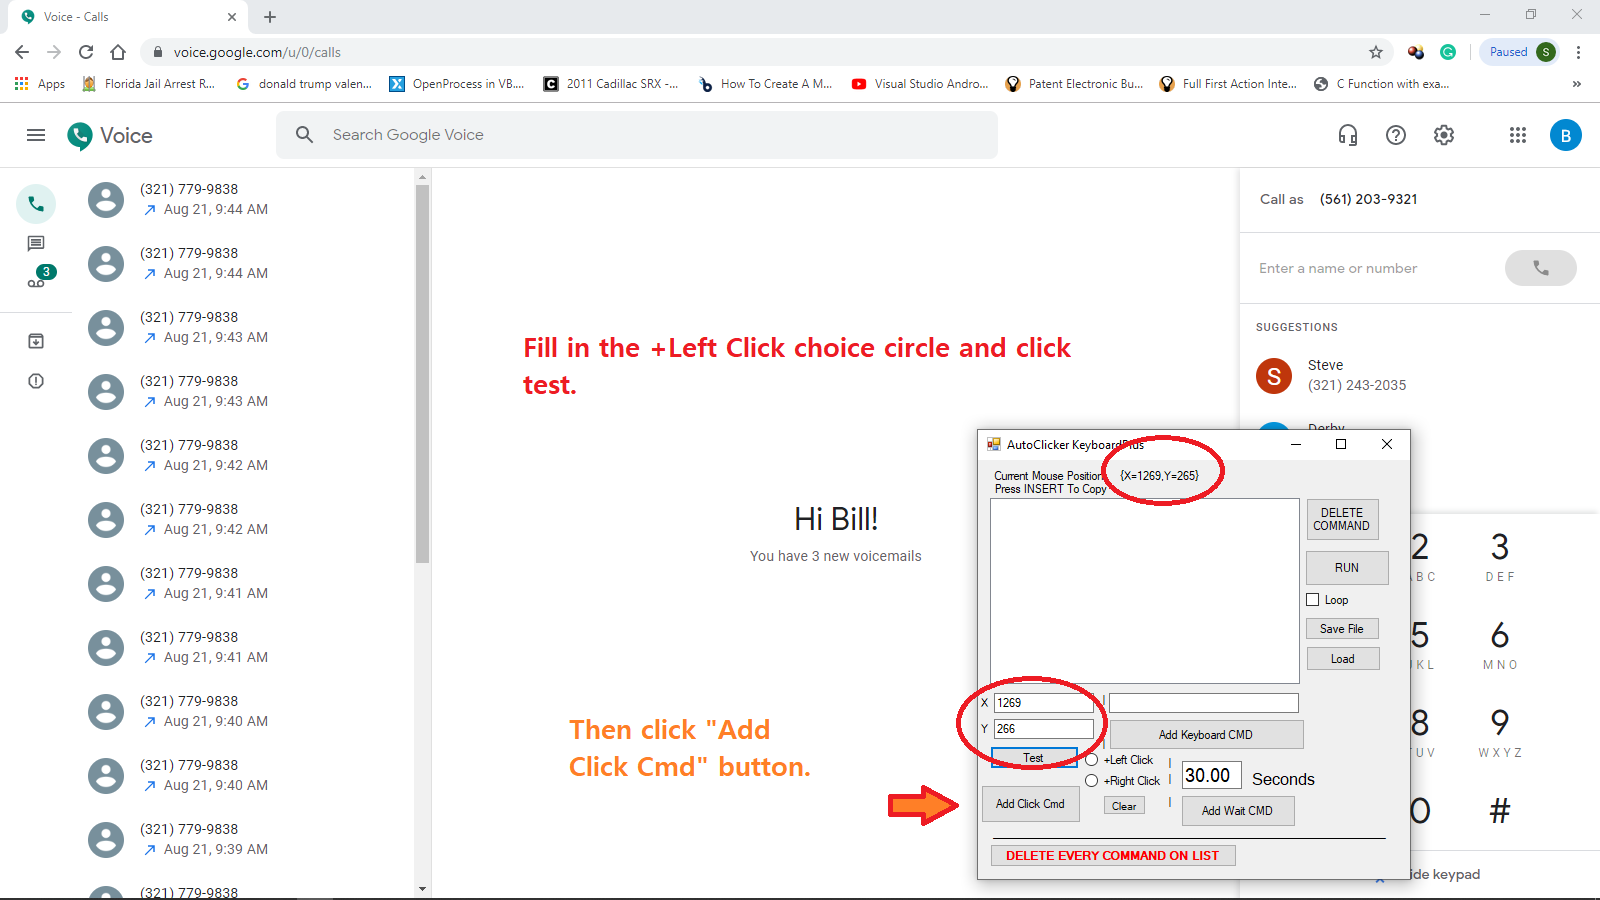 Voice - Calls
voice.google.com/u/0/calls
Paused S
Apps
Florida Jail Arrest R...
donald trump valen...
OpenProcess in VB....
2011 Cadillac SRX -...
How To Create A M...
Visual Studio Andro...
Patent Electronic Bu...
Full First Action Inte...
C Function with exa...
»
Voice
Search Google Voice
B
(321) 779-9838
Aug 21, 9:44 AM
(321) 779-9838
Aug 21, 9:44 AM
3
(321) 779-9838
Aug 21, 9:43 AM
(321) 779-9838
Aug 21, 9:43 AM
(321) 779-9838
Aug 21, 9:42 AM
(321) 779-9838
Aug 21, 9:42 AM
(321) 779-9838
Aug 21, 9:41 AM
(321) 779-9838
Aug 21, 9:41 AM
(321) 779-9838
Aug 21, 9:40 AM
(321) 779-9838
Aug 21, 9:40 AM
(321) 779-9838
Aug 21, 9:39 AM
(321) 779-9838
Fill in the +Left Click choice circle and click
test.
Hi Bill!
You have 3 new voicemails
Then click "Add
Click Cmd" button.
Call as (561) 203-9321
Enter a name or number
SUGGESTIONS
S
Steve
(321) 243-2035
Derby
AutoClicker KeyboardPlus
Current Mouse Position {X=1269,Y=265}
Press INSERT To Copy
DELETE
COMMAND
RUN
Loop
Save File
Load
X 1269
Y 266
Add Keyboard CMD
Test
+Left Click
+Right Click
30.00 Seconds
Add Click Cmd
Clear
Add Wait CMD
DELETE EVERY COMMAND ON LIST
2 3
ABC DEF
5 6
JKL MNO
8 9
TUV WXYZ
0 #
ide keypad